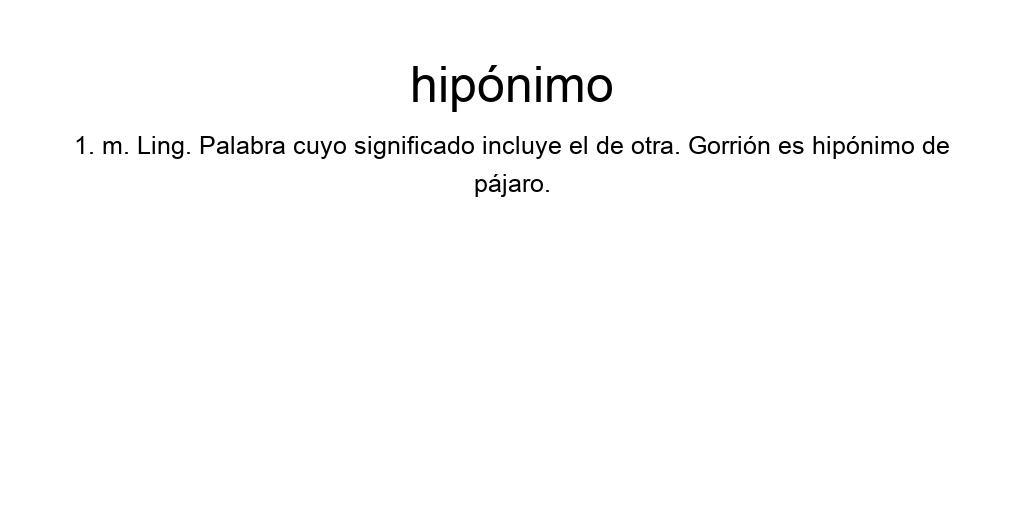 hipónimo
1. m. Ling. Palabra cuyo significado incluye el de otra. Gorrión es hipónimo de
pájaro.